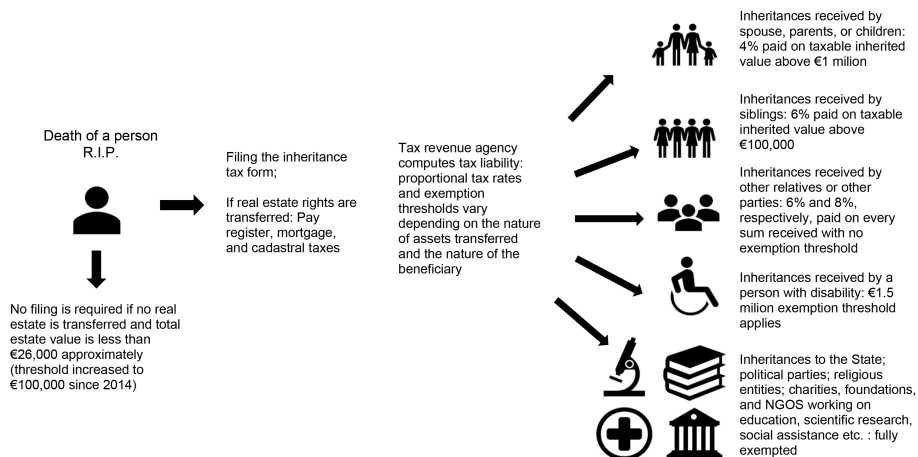 Death of a person
R.I.P.
No filing is required if no real
estate is transferred and total
estate value is less than
€26,000 approximately
(threshold increased to
€100,000 since 2014)
Filing the inheritance
tax form;
If real estate rights are
transferred: Pay
register, mortgage,
and cadastral taxes
Tax revenue agency
computes tax liability:
proportional tax rates
and exemption
thresholds vary
depending on the nature
of assets transferred
and the nature of the
beneficiary
Inheritances received by
spouse, parents, or children:
4% paid on taxable inherited
value above €1 milion
Inheritances received by
siblings: 6% paid on taxable
inherited value above
€100,000
Inheritances received by
other relatives or other
parties: 6% and 8%,
respectively, paid on every
sum received with no
exemption threshold
Inheritances received by a
person with disability: €1.5
milion exemption threshold
applies
Inheritances to the State;
political parties; religious
entities; charities, foundations,
and NGOS working on
education, scientific research,
social assistance etc. : fully
exempted